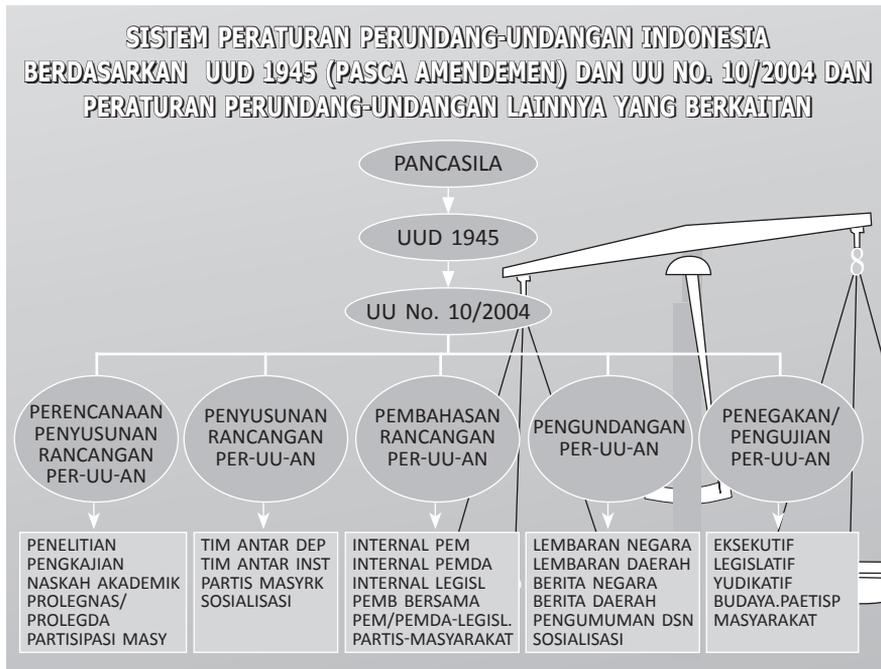 SISTEM PERATURAN PERUNDANG-UNDANGAN INDONESIA
BERDASARKAN UUD 1945 (PASCA AMENDEMEN) DAN UU NO. 10/2004 DAN
PERATURAN PERUNDANG-UNDANGAN LAINNYA YANG BERKAITAN
PANCASILA
UUD 1945
UU No. 10/2004
PERENCANAAN
PENYUSUNAN
RANCANGAN
PER-UU-AN
PENYUSUNAN
RANCANGAN
PER-UU-AN
PEMBAHASAN
RANCANGAN
PER-UU-AN
PENGUNDANGAN
PER-UU-AN
PENEGAKAN/
PENGUJIAN
PER-UU-AN
PENELITIAN
PENGKAJIAN
NASKAH AKADEMIK
PROLEGNAS/
PROLEGDA
PARTISIPASI MASY
TIM ANTAR DEP
TIM ANTAR INST
PARTIS MASYRK
SOSIALISASI
INTERNAL PEM
INTERNAL PEMDA
INTERNAL LEGISL
PEMB BERSAMA
PEM/PEMDA-LEGISL.
PARTIS-MASYARAKAT
LEMBARAN NEGARA
LEMBARAN DAERAH
BERITA NEGARA
BERITA DAERAH
PENGUMUMAN DSN
SOSIALISASI
EKSEKUTIF
LEGISLATIF
YUDIKATIF
BUDAYA.PAETISP
MASYARAKAT